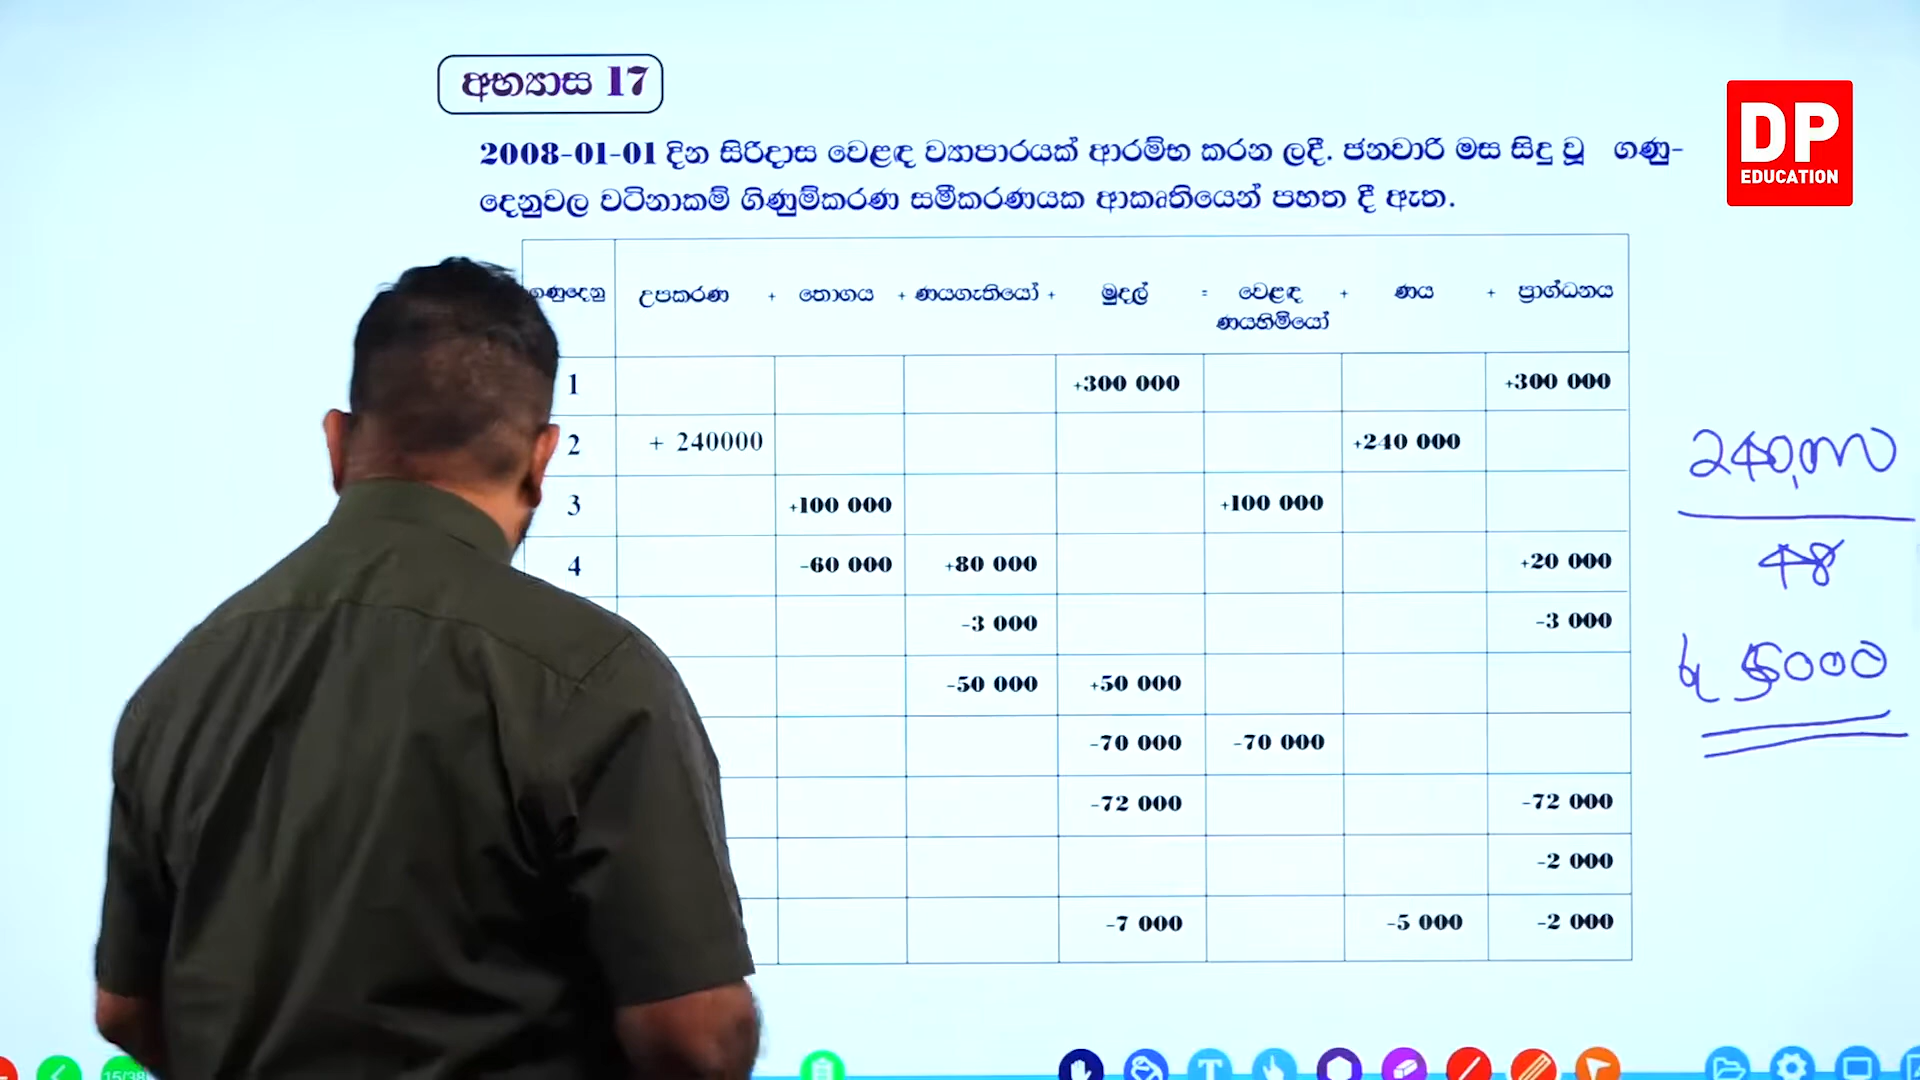 අභ්‍යාස 17
DP
EDUCATION
2008-01-01 දින සිරිදාස වෙළඳ ව්‍යාපාරයක් ආරම්භ කරන ලදී. ජනවාරි මස සිදු වූ ගණු-
දෙනුවල වටිනාකම් ගිණුම්කරණ සමීකරණයක ආකෘතියෙන් පහත දී ඇත.
ගණුදෙනු උපකරණ + තොගය + ණයගැතියෝ + මුදල් = වෙළඳ + ණය + ප්‍රාග්ධනය
ණයහිමියෝ
1 +300 000 +300 000
2 + 240000 +240 000
3 +100 000 +100 000
4 -60 000 +80 000 +20 000
-3 000 -3 000
-50 000 +50 000
-70 000 -70 000
-72 000 -72 000
-2 000
-7 000 -5 000 -2 000
240,000
48
රු 5000